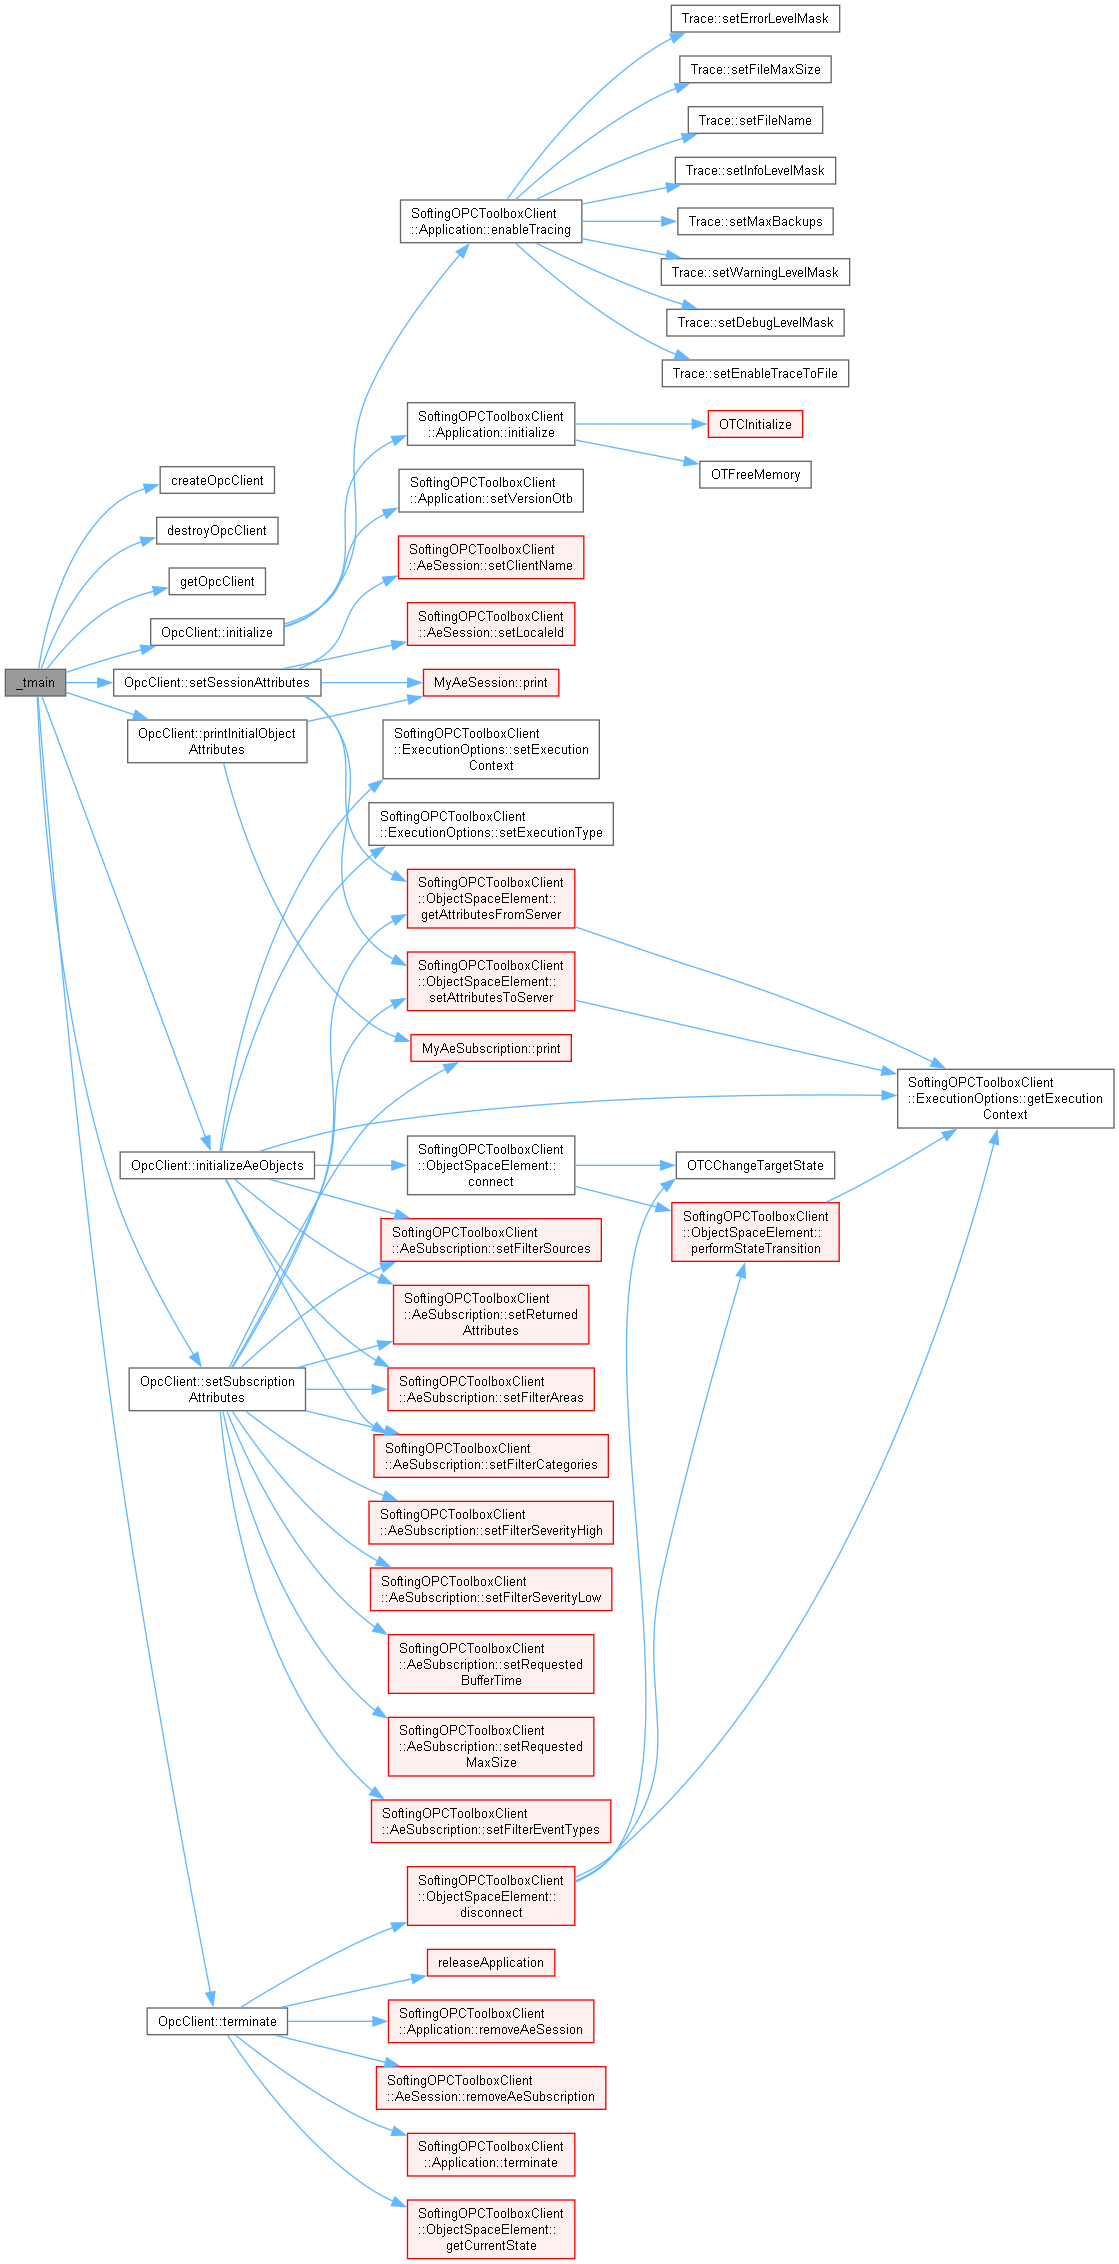 Trace::setErrorLevelMask
Trace::setFileMaxSize
Trace::setFileName
Trace::setInfoLevelMask
SoftingOPCToolboxClient
::Application::enableTracing
Trace::setMaxBackups
Trace::setWarningLevelMask
Trace::setDebugLevelMask
Trace::setEnableTraceToFile
SoftingOPCToolboxClient
::Application::initialize
OTCInitialize
OTFreeMemory
createOpcClient
SoftingOPCToolboxClient
::Application::setVersionOtb
destroyOpcClient
SoftingOPCToolboxClient
::AeSession::setClientName
getOpcClient
OpcClient::initialize
SoftingOPCToolboxClient
::AeSession::setLocaleId
_tmain
OpcClient::setSessionAttributes
MyAeSession::print
OpcClient::printInitialObject
Attributes
SoftingOPCToolboxClient
::ExecutionOptions::setExecution
Context
SoftingOPCToolboxClient
::ExecutionOptions::setExecutionType
SoftingOPCToolboxClient
::ObjectSpaceElement::
getAttributesFromServer
SoftingOPCToolboxClient
::ObjectSpaceElement::
setAttributesToServer
MyAeSubscription::print
SoftingOPCToolboxClient
::ExecutionOptions::getExecution
Context
OpcClient::initializeAeObjects
SoftingOPCToolboxClient
::ObjectSpaceElement::
connect
OTCChangeTargetState
SoftingOPCToolboxClient
::ObjectSpaceElement::
performStateTransition
SoftingOPCToolboxClient
::AeSubscription::setFilterSources
SoftingOPCToolboxClient
::AeSubscription::setReturned
Attributes
OpcClient::setSubscription
Attributes
SoftingOPCToolboxClient
::AeSubscription::setFilterAreas
SoftingOPCToolboxClient
::AeSubscription::setFilterCategories
SoftingOPCToolboxClient
::AeSubscription::setFilterSeverityHigh
SoftingOPCToolboxClient
::AeSubscription::setFilterSeverityLow
SoftingOPCToolboxClient
::AeSubscription::setRequested
BufferTime
SoftingOPCToolboxClient
::AeSubscription::setRequested
MaxSize
SoftingOPCToolboxClient
::AeSubscription::setFilterEventTypes
SoftingOPCToolboxClient
::ObjectSpaceElement::
disconnect
releaseApplication
OpcClient::terminate
SoftingOPCToolboxClient
::Application::removeAeSession
SoftingOPCToolboxClient
::AeSession::removeAeSubscription
SoftingOPCToolboxClient
::Application::terminate
SoftingOPCToolboxClient
::ObjectSpaceElement::
getCurrentState